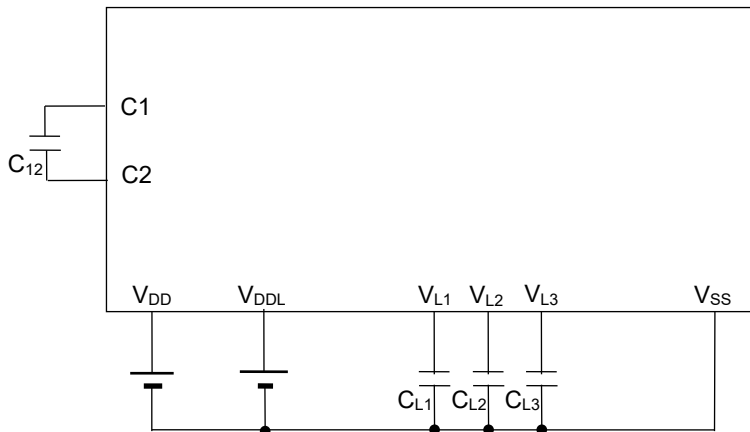 C1
C12
C2
VDD VDDL VL1 VL2 VL3 VSS
CL1 CL2 CL3